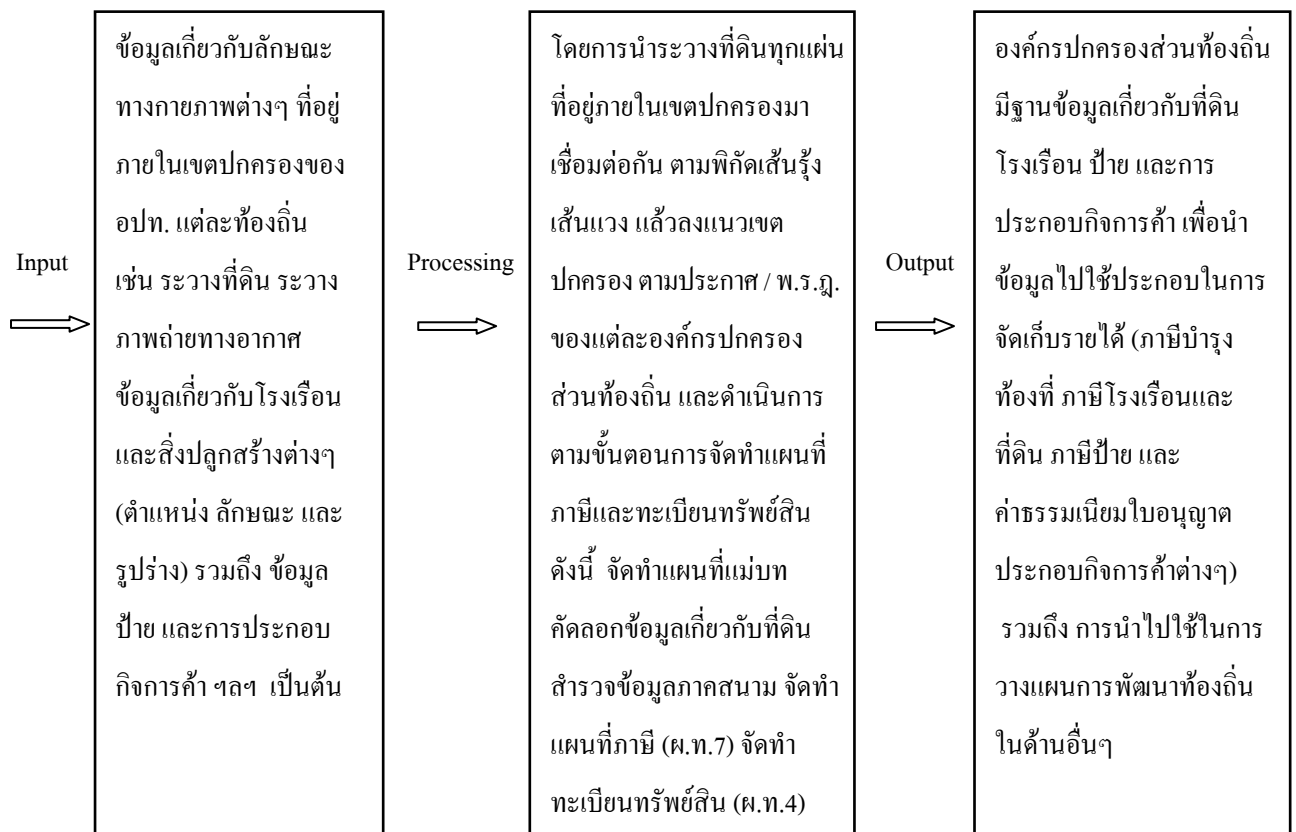 Input
ข้อมูลเกี่ยวกับลักษณะ
ทางกายภาพต่างๆ ที่อยู่
ภายในเขตปกครองของ
อปท. แต่ละท้องถิ่น
เช่น ระวางที่ดิน ระวาง
ภาพถ่ายทางอากาศ
ข้อมูลเกี่ยวกับโรงเรือน
และสิ่งปลูกสร้างต่างๆ
(ตำแหน่ง ลักษณะ และ
รูปร่าง) รวมถึง ข้อมูล
ป้าย และการประกอบ
กิจการค้า ฯลฯ เป็นต้น
Processing
โดยการนำระวางที่ดินทุกแผ่น
ที่อยู่ภายในเขตปกครองมา
เชื่อมต่อกัน ตามพิกัดเส้นรุ้ง
เส้นแวง แล้วลงแนวเขต
ปกครอง ตามประกาศ / พ.ร.ฎ.
ของแต่ละองค์กรปกครอง
ส่วนท้องถิ่น และดำเนินการ
ตามขั้นตอนการจัดทำแผนที่
ภาษีและทะเบียนทรัพย์สิน
ดังนี้ จัดทำแผนที่แม่บท
คัดลอกข้อมูลเกี่ยวกับที่ดิน
สำรวจข้อมูลภาคสนาม จัดทำ
แผนที่ภาษี (ผ.ท.7) จัดทำ
ทะเบียนทรัพย์สิน (ผ.ท.4)
Output
องค์กรปกครองส่วนท้องถิ่น
มีฐานข้อมูลเกี่ยวกับที่ดิน
โรงเรือน ป้าย และการ
ประกอบกิจการค้า เพื่อนำ
ข้อมูลไปใช้ประกอบในการ
จัดเก็บรายได้ (ภาษีบำรุง
ท้องที่ ภาษีโรงเรือนและ
ที่ดิน ภาษีป้าย และ
ค่าธรรมเนียมใบอนุญาต
ประกอบกิจการค้าต่างๆ)
รวมถึง การนำไปใช้ในการ
วางแผนการพัฒนาท้องถิ่น
ในด้านอื่นๆ